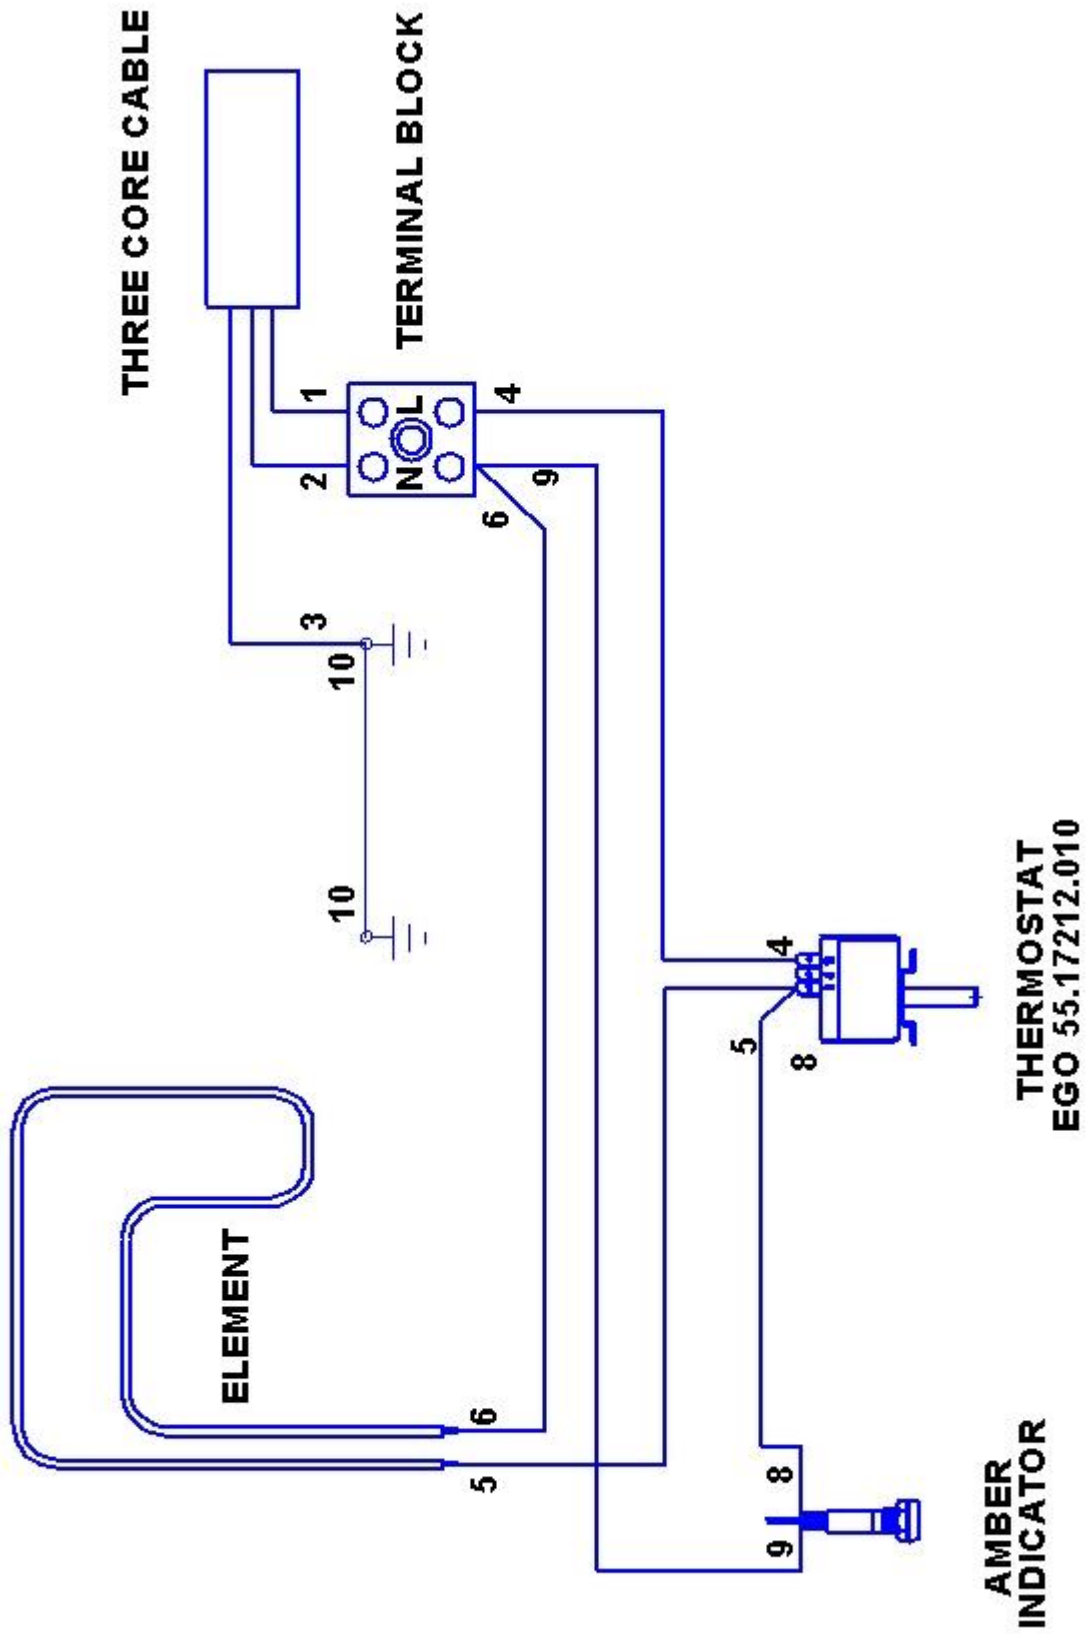 THREE CORE CABLE
TERMINAL BLOCK
1
2
L
N
4
9
6
3
10
10
ELEMENT
6
5
4
5
8
THERMOSTAT
EGO 55.17212.010
8
9
AMBER
INDICATOR